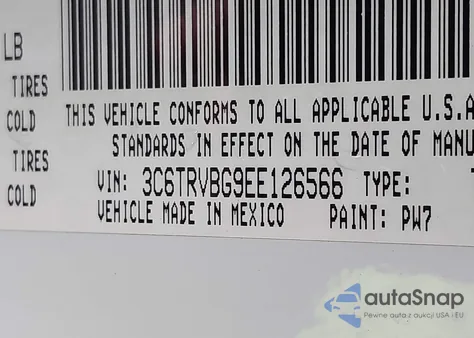 LB
TIRES
COLD
TIRES
COLD
THIS VEHICLE CONFORMS TO ALL APPLICABLE U.S.A
STANDARDS IN EFFECT ON THE DATE OF MANU
VIN: 3C6TRVBG9EE126566 TYPE:
VEHICLE MADE IN MEXICO PAINT: PW7
autaSnap
Pewne auta z aukcji USA i EU